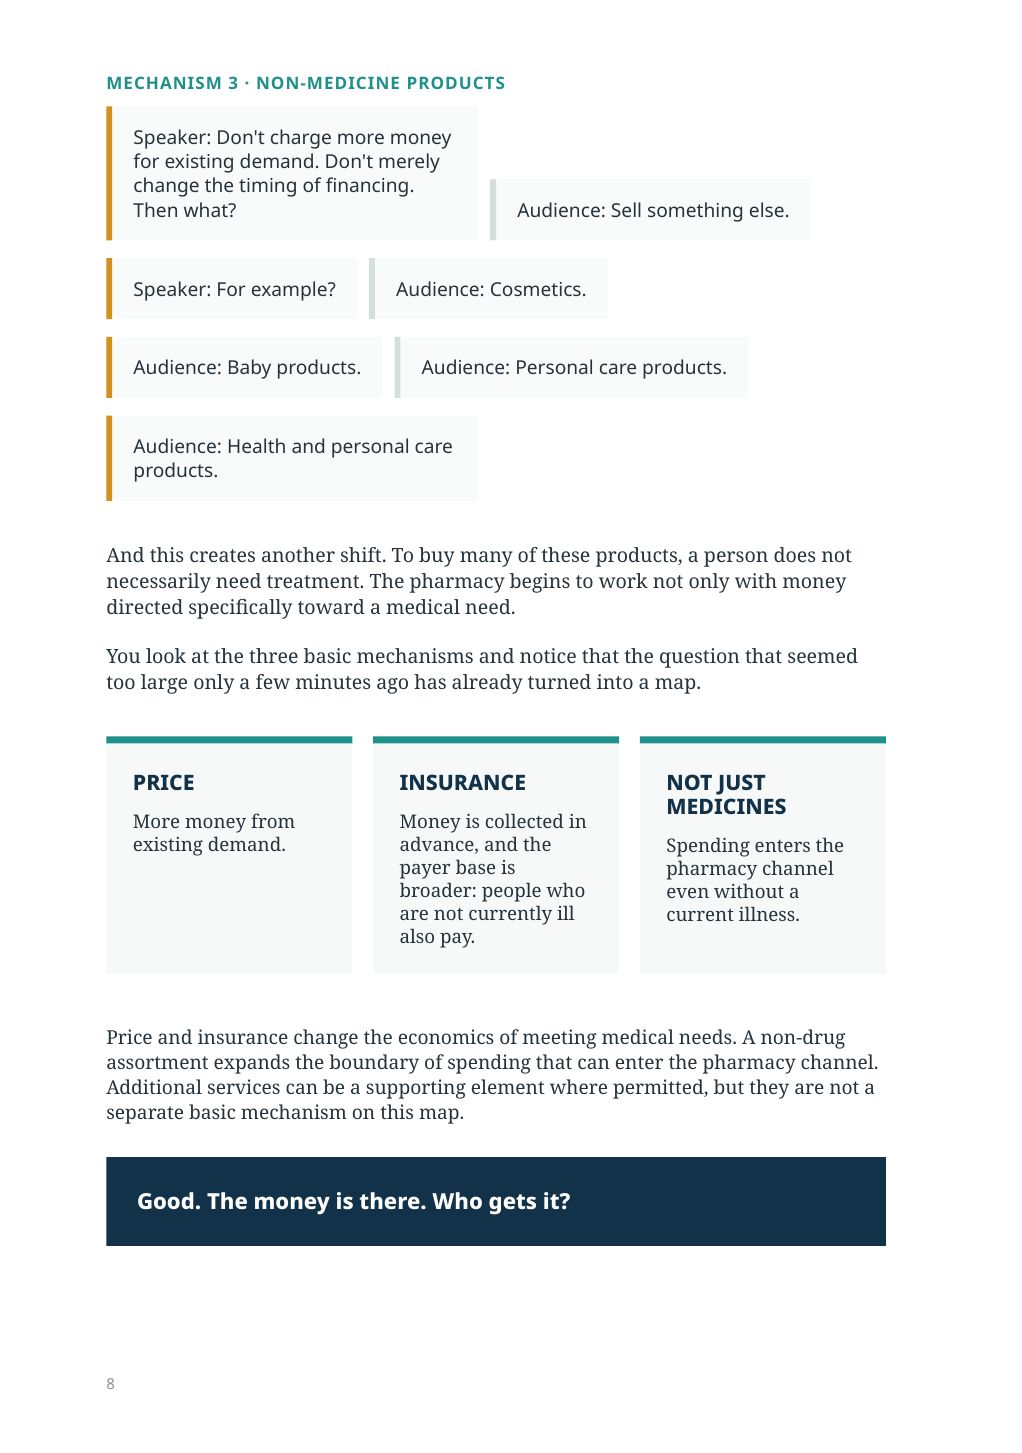 MECHANISM 3 · NON-MEDICINE PRODUCTS
Speaker: Don't charge more money
for existing demand. Don't merely
change the timing of financing.
Then what?
Audience: Sell something else.
Speaker: For example?
Audience: Cosmetics.
Audience: Baby products.
Audience: Personal care products.
Audience: Health and personal care
products.
And this creates another shift. To buy many of these products, a person does not
necessarily need treatment. The pharmacy begins to work not only with money
directed specifically toward a medical need.
You look at the three basic mechanisms and notice that the question that seemed
too large only a few minutes ago has already turned into a map.
PRICE
More money from
existing demand.
INSURANCE
Money is collected in
advance, and the
payer base is
broader: people who
are not currently ill
also pay.
NOT JUST
MEDICINES
Spending enters the
pharmacy channel
even without a
current illness.
Price and insurance change the economics of meeting medical needs. A non-drug
assortment expands the boundary of spending that can enter the pharmacy channel.
Additional services can be a supporting element where permitted, but they are not a
separate basic mechanism on this map.
Good. The money is there. Who gets it?
8